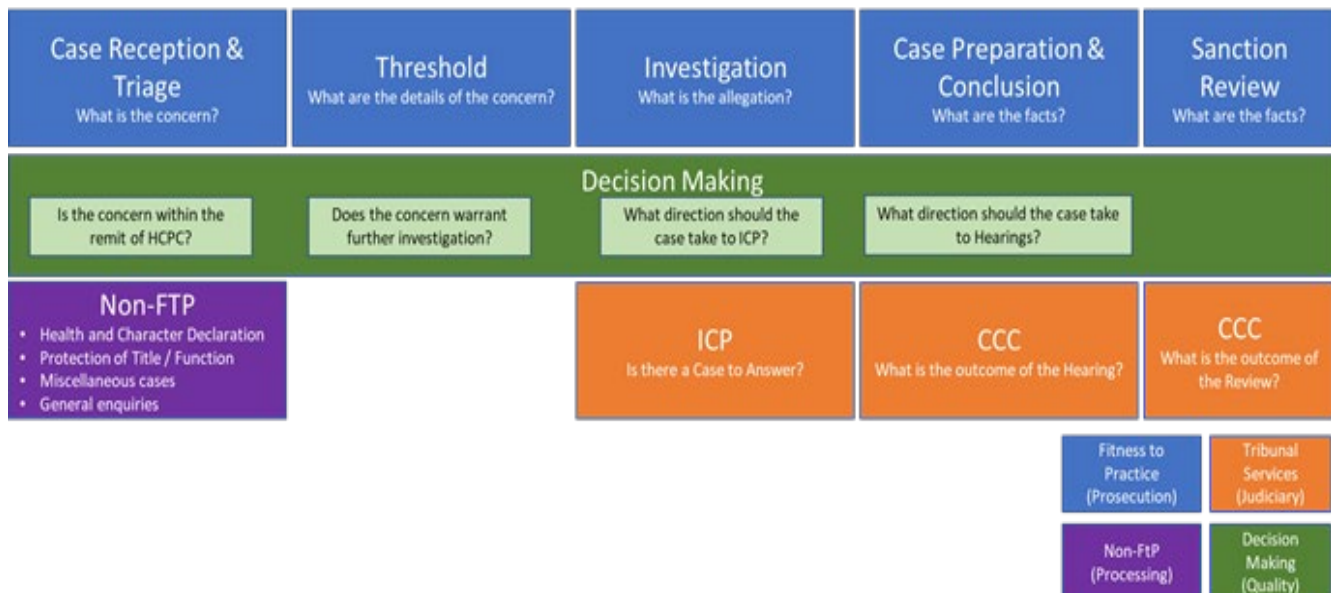 Case Reception &
Triage
What is the concern?
Threshold
What are the details of the concern?
Investigation
What is the allegation?
Case Preparation &
Conclusion
What are the facts?
Sanction
Review
What are the facts?
Decision Making
Is the concern within the
remit of HCPC?
Does the concern warrant
further investigation?
What direction should the
case take to ICP?
What direction should the case take
to Hearings?
Non-FTP
• Health and Character Declaration
• Protection of Title / Function
• Miscellaneous cases
• General enquiries
ICP
Is there a Case to Answer?
CCC
What is the outcome of the Hearing?
CCC
What is the outcome of
the Review?
Fitness to
Practice
(Prosecution)
Tribunal
Services
(Judiciary)
Non-FtP
(Processing)
Decision
Making
(Quality)